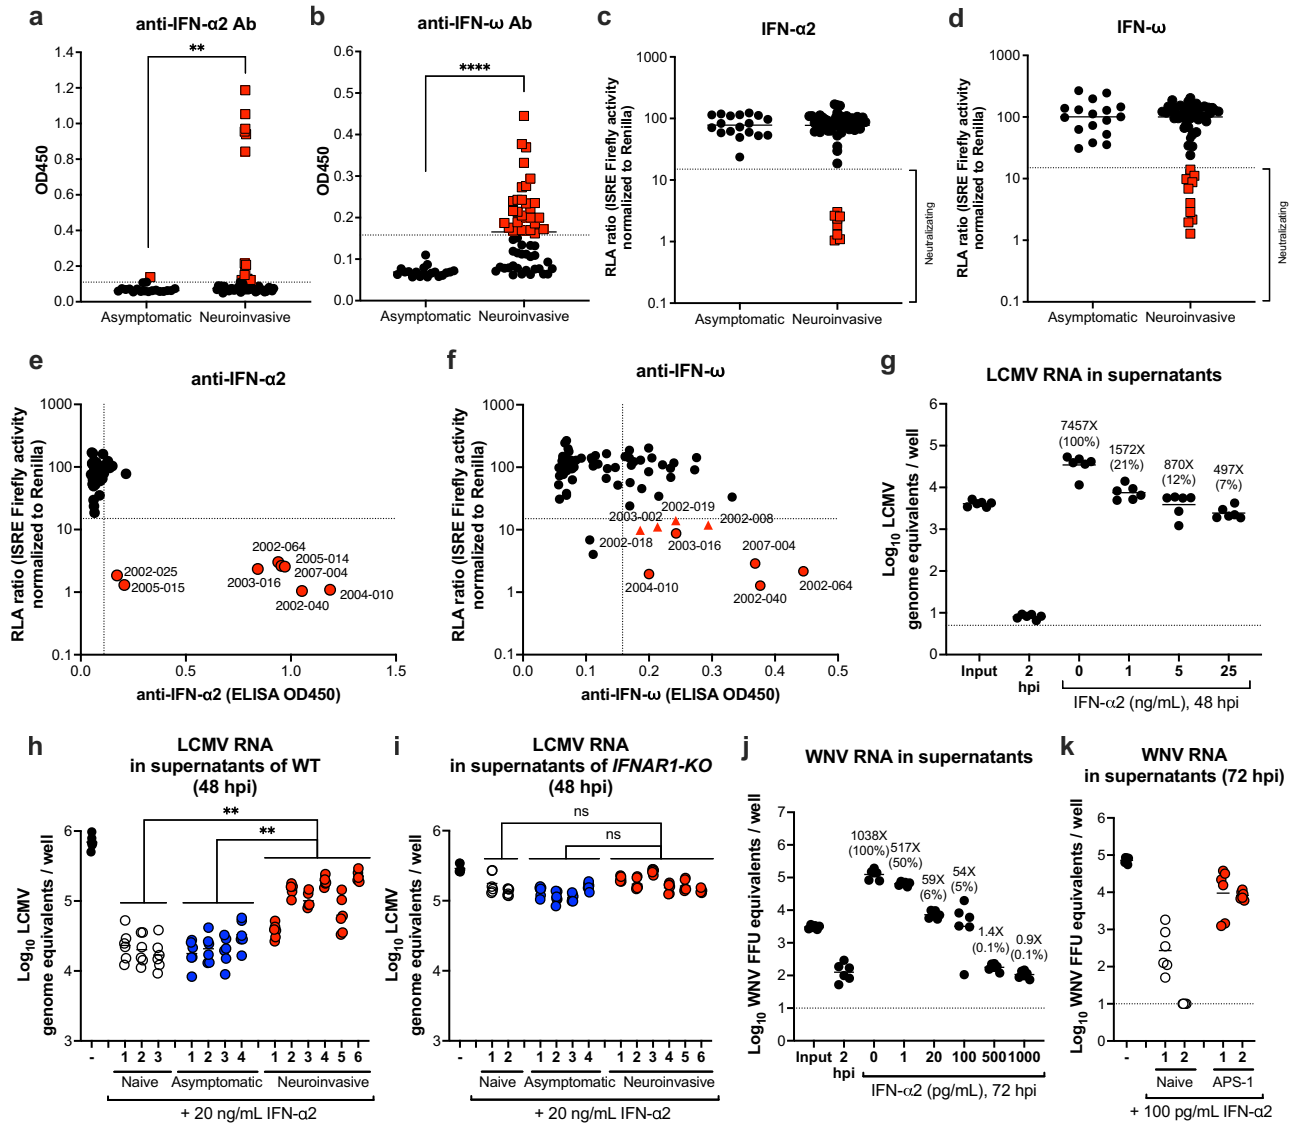 a
anti-IFN-α2 Ab
OD450
1.4
1.2
1.0
0.8
0.6
0.4
0.2
0.0
**
Asymptomatic Neuroinvasive
b
anti-IFN-ω Ab
OD450
0.6
0.5
0.4
0.3
0.2
0.1
0.0
****
Asymptomatic Neuroinvasive
c
IFN-α2
RLA ratio (ISRE Firefly activity
normalized to Renilla)
1000
100
10
1
0.1
Neutralizating
Asymptomatic Neuroinvasive
d
IFN-ω
RLA ratio (ISRE Firefly activity
normalized to Renilla)
1000
100
10
1
0.1
Neutralizating
Asymptomatic Neuroinvasive
e
anti-IFN-α2
RLA ratio (ISRE Firefly activity
normalized to Renilla)
1000
100
10
1
0.1
2002-064
2005-014
2002-025
2003-016
2007-004
2005-015
2002-040
2004-010
0.0 0.5 1.0 1.5
anti-IFN-α2 (ELISA OD450)
f
anti-IFN-ω
RLA ratio (ISRE Firefly activity
normalized to Renilla)
1000
100
10
1
0.1
2002-019
2003-002
2002-008
2002-018
2003-016
2007-004
2004-010
2002-064
2002-040
0.0 0.1 0.2 0.3 0.4 0.5
anti-IFN-ω (ELISA OD450)
g
LCMV RNA in supernatants
Log10 LCMV
genome equivalents / well
6
5
4
3
2
1
0
7457X
(100%)
1572X
(21%)
870X
(12%)
497X
(7%)
Input 2 0 1 5 25
hpi
IFN-α2 (ng/mL), 48 hpi
h
LCMV RNA
in supernatants of WT
(48 hpi)
Log10 LCMV
genome equivalents / well
6
5
4
3
**
**
- 1 2 3 1 2 3 4 1 2 3 4 5 6
Naive Asymptomatic Neuroinvasive
+ 20 ng/mL IFN-α2
i
LCMV RNA
in supernatants of IFNAR1-KO
(48 hpi)
Log10 LCMV
genome equivalents / well
6
5
4
3
ns
ns
- 1 2 1 2 3 4 1 2 3 4 5 6
Naive Asymptomatic Neuroinvasive
+ 20 ng/mL IFN-α2
j
WNV RNA in supernatants
Log10 WNV FFU equivalents / well
7
6
5
4
3
2
1
0
1038X
(100%)
517X
(50%)
59X
(6%)
54X
(5%)
1.4X
(0.1%)
0.9X
(0.1%)
Input 2 0 1 20 100 500 1000
hpi
IFN-α2 (pg/mL), 72 hpi
k
WNV RNA
in supernatants (72 hpi)
Log10 WNV FFU equivalents / well
6
5
4
3
2
1
0
- 1 2 1 2
Naive APS-1
+ 100 pg/mL IFN-α2